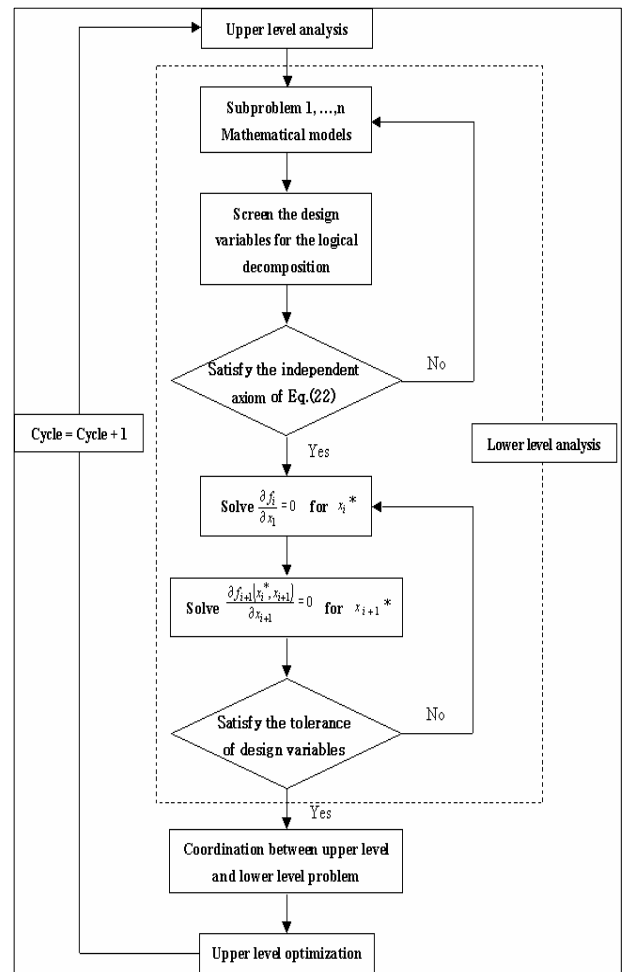 Upper level analysis
Subproblem 1, ...,n
Mathematical models
Screen the design
variables for the logical
decomposition
Satisfy the independent
axiom of Eq.(22)
No
Yes
Cycle = Cycle + 1
Lower level analysis
Solve ∂f_i/∂x_1 = 0 for x_i*
Solve ∂f_{i+1}(x_i*, x_{i+1})/∂x_{i+1} = 0 for x_{i+1}*
Satisfy the tolerance
of design variables
No
Yes
Coordination between upper level
and lower level problem
Upper level optimization